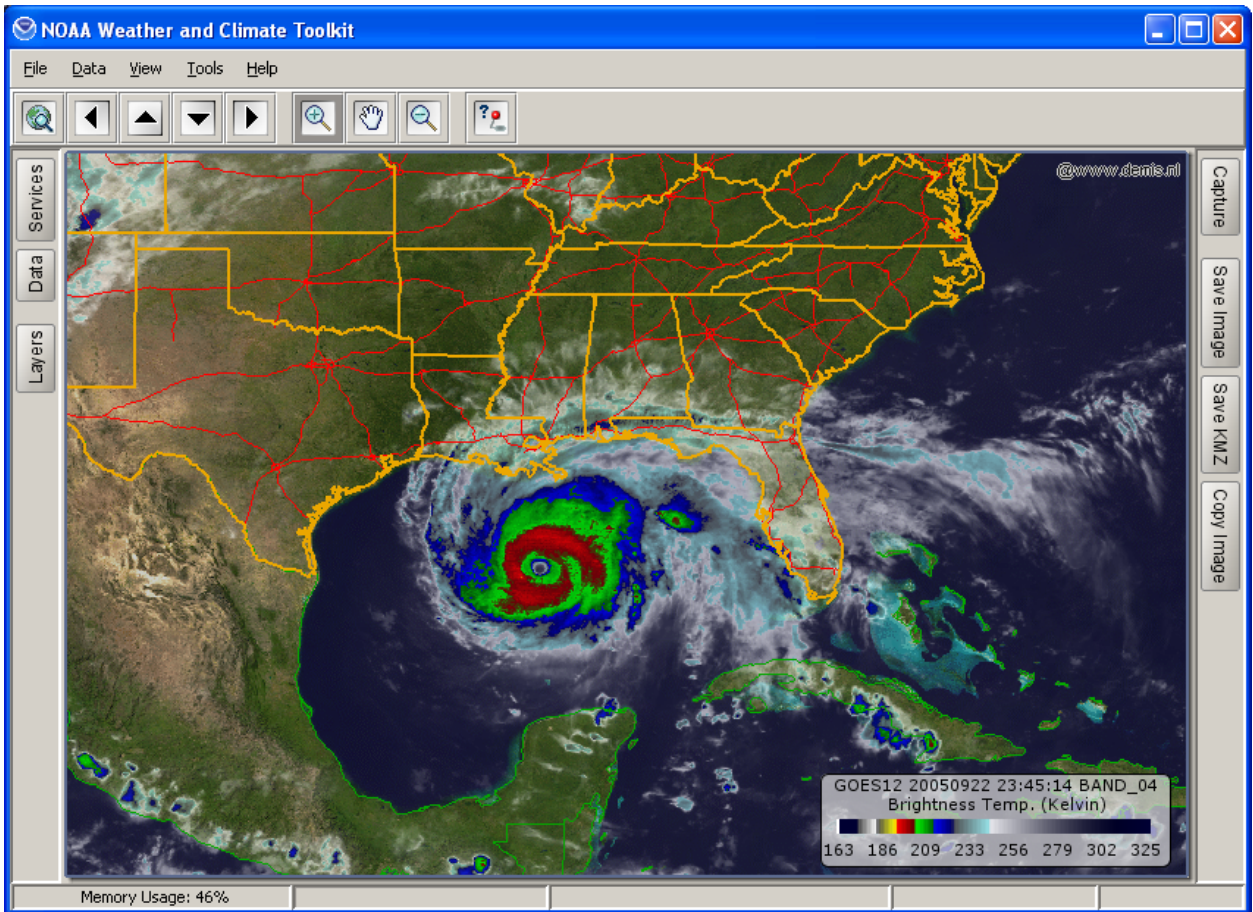 NOAA Weather and Climate Toolkit
File Data View Tools Help
Services
Data
Layers
@www.demis.nl
Capture
Save Image
Save KMZ
Copy Image
GOES12 20050922 23:45:14 BAND_04
Brightness Temp. (Kelvin)
163 186 209 233 256 279 302 325
Memory Usage: 46%